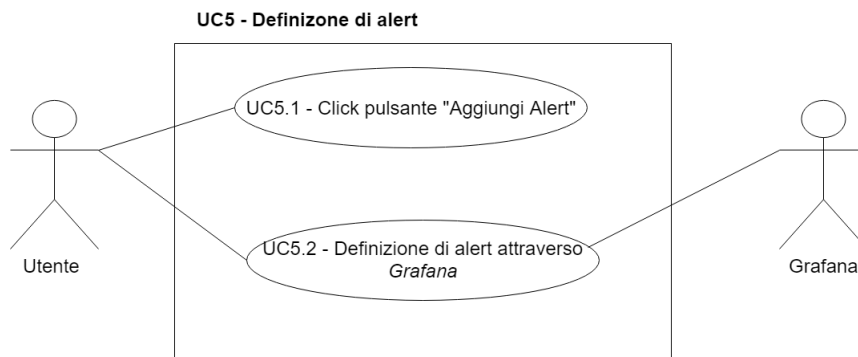 UC5 - Definizone di alert
UC5.1 - Click pulsante "Aggiungi Alert"
UC5.2 - Definizione di alert attraverso
Grafana
Utente
Grafana